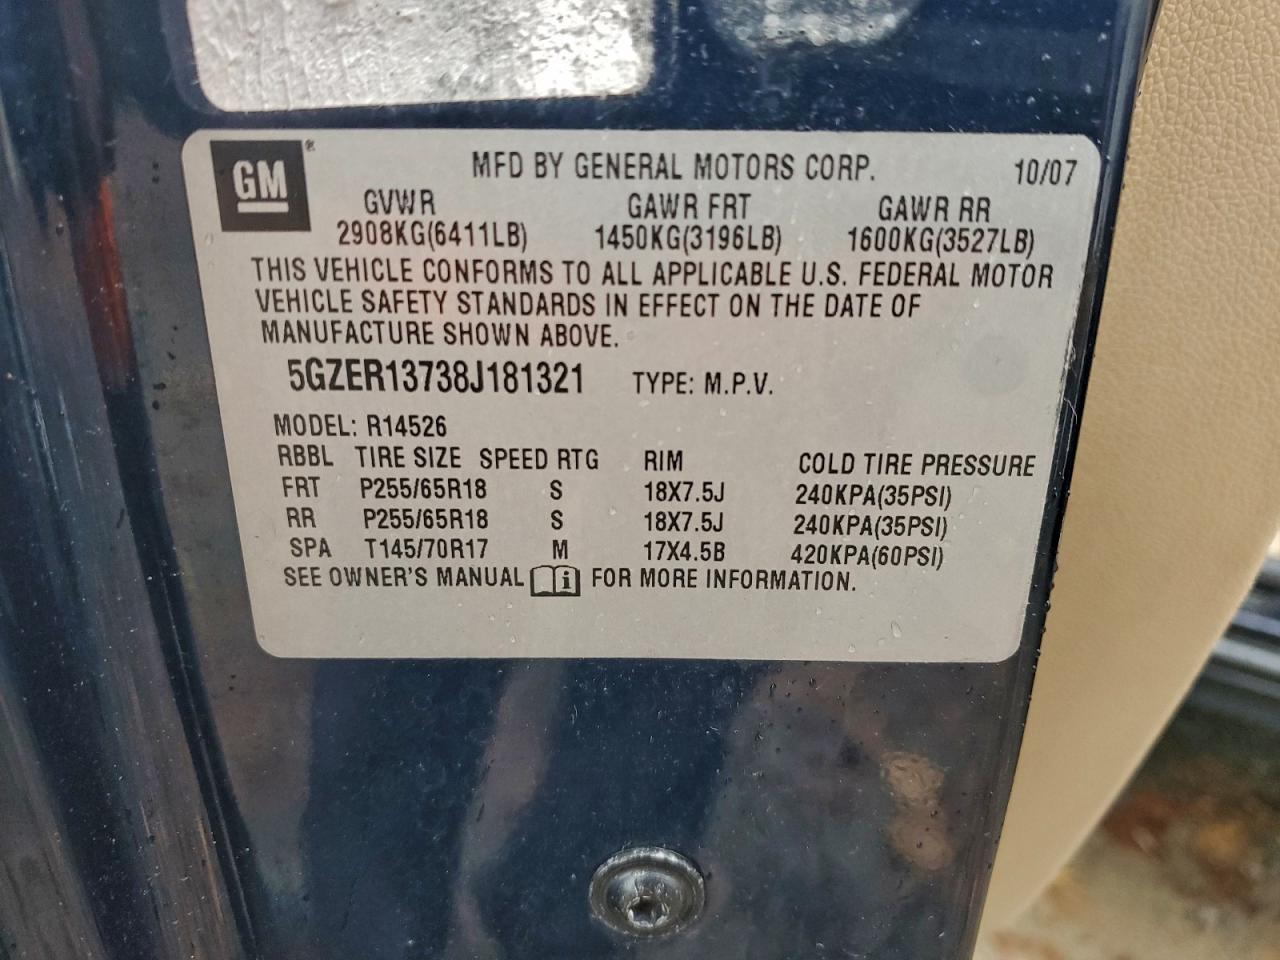 GM®
MFD BY GENERAL MOTORS CORP. 10/07
GVWR GAWR FRT GAWR RR
2908KG(6411LB) 1450KG(3196LB) 1600KG(3527LB)
THIS VEHICLE CONFORMS TO ALL APPLICABLE U.S. FEDERAL MOTOR
VEHICLE SAFETY STANDARDS IN EFFECT ON THE DATE OF
MANUFACTURE SHOWN ABOVE.
5GZER13738J181321 TYPE: M.P.V.
MODEL: R14526
RBBL TIRE SIZE SPEED RTG RIM COLD TIRE PRESSURE
FRT P255/65R18 S 18X7.5J 240KPA(35PSI)
RR P255/65R18 S 18X7.5J 240KPA(35PSI)
SPA T145/70R17 M 17X4.5B 420KPA(60PSI)
SEE OWNER'S MANUAL i FOR MORE INFORMATION.